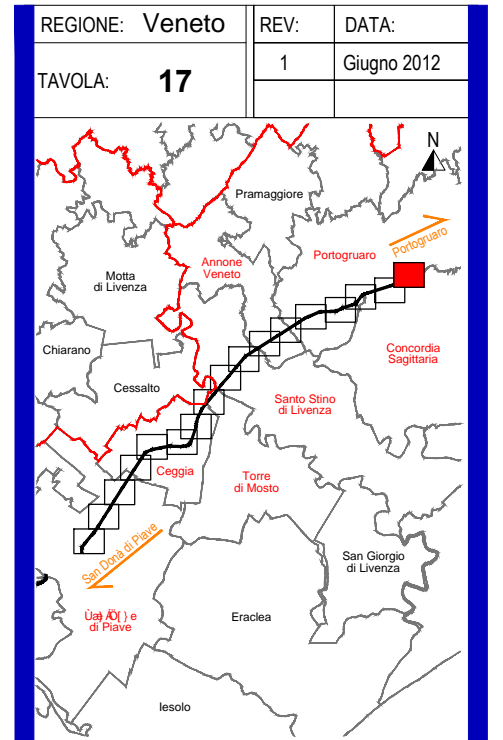 REGIONE: Veneto
REV:
DATA:
1
Giugno 2012
TAVOLA: 17
N
Pramaggiore
Portogruaro
Annone
Veneto
Portogruaro
Motta
di Livenza
Chiarano
Concordia
Sagittaria
Cessalto
Santo Stino
di Livenza
Ceggia
Torre
di Mosto
San Donà di Piave
San Giorgio
di Livenza
di Piave
Eraclea
Iesolo